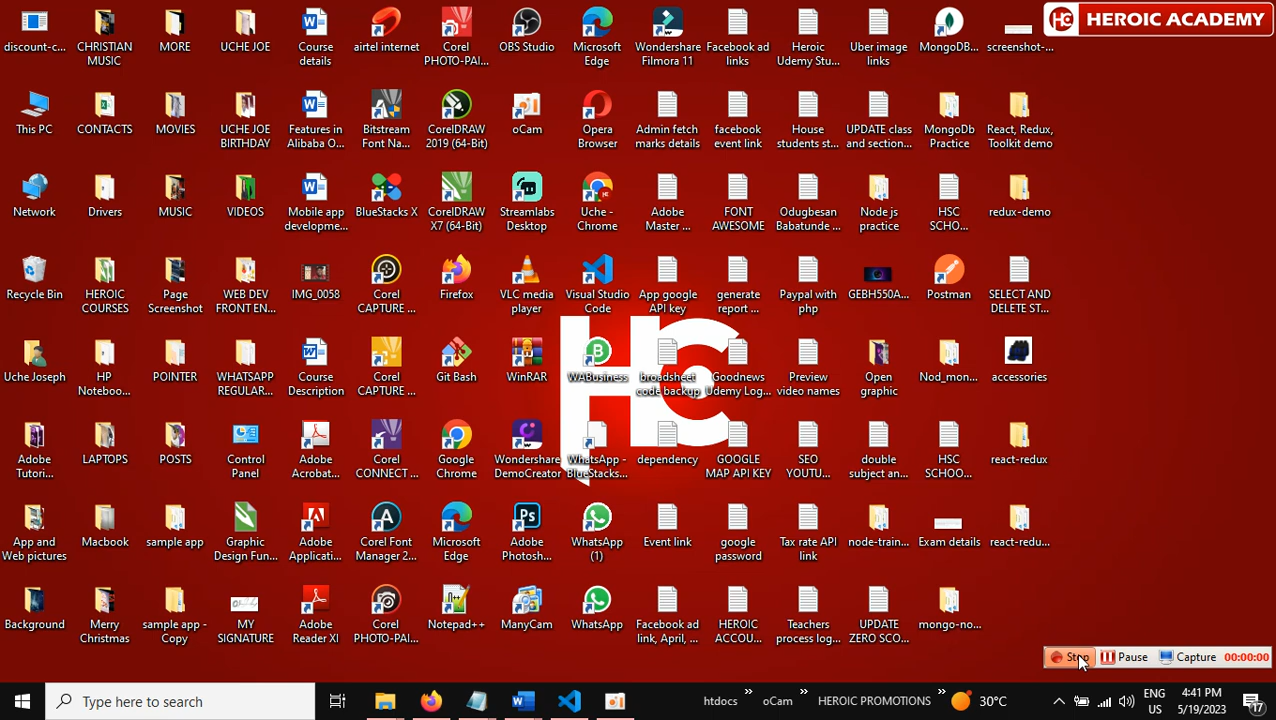 discount-c...
CHRISTIAN MUSIC
MORE
UCHE JOE
Course details
airtel internet
Corel PHOTO-PAI...
OBS Studio
Microsoft Edge
Wondershare Filmora 11
Facebook ad links
Heroic Udemy Stu...
Uber image links
MongoDB...
screenshot-...
HEROIC ACADEMY
This PC
CONTACTS
MOVIES
UCHE JOE BIRTHDAY
Features in Alibaba O...
Bitstream Font Na...
CorelDRAW 2019 (64-Bit)
oCam
Opera Browser
Admin fetch marks details
facebook event link
House students st...
UPDATE class and section...
MongoDb Practice
React, Redux, Toolkit demo
Network
Drivers
MUSIC
VIDEOS
Mobile app developme...
BlueStacks X
CorelDRAW X7 (64-Bit)
Streamlabs Desktop
Uche - Chrome
Adobe Master ...
FONT AWESOME
Odugbesan Babatunde ...
Node js practice
HSC SCHO...
redux-demo
Recycle Bin
HEROIC COURSES
Page Screenshot
WEB DEV FRONT EN...
IMG_0058
Corel CAPTURE ...
Firefox
VLC media player
Visual Studio Code
App google API key
generate report ...
Paypal with php
GEBH550A...
Postman
SELECT AND DELETE ST...
Uche Joseph
HP Noteboo...
POINTER
WHATSAPP REGULAR...
Course Description
Corel CAPTURE ...
Git Bash
WinRAR
WABusiness
broadsheet code backup
Goodnews Udemy Log...
Preview video names
Open graphic
Nod_mon...
accessories
HC
Adobe Tutori...
LAPTOPS
POSTS
Control Panel
Adobe Acrobat...
Corel CONNECT ...
Google Chrome
Wondershare DemoCreator
WhatsApp - BlueStacks...
dependency
GOOGLE MAP API KEY
SEO YOUTU...
double subject an...
HSC SCHOO...
react-redux
App and Web pictures
Macbook
sample app
Graphic Design Fun...
Adobe Applicati...
Corel Font Manager 2...
Microsoft Edge
Adobe Photosh...
WhatsApp (1)
Event link
google password
Tax rate API link
node-train...
Exam details
react-redu...
Background
Merry Christmas
sample app - Copy
MY SIGNATURE
Adobe Reader XI
Corel PHOTO-PAI...
Notepad++
ManyCam
WhatsApp
Facebook ad link, April, ...
HEROIC ACCOU...
Teachers process log...
UPDATE ZERO SCO...
mongo-no...
Stop
Pause
Capture
00:00:00
Type here to search
htdocs
oCam
HEROIC PROMOTIONS
30°C
ENG
US
4:41 PM
5/19/2023
17